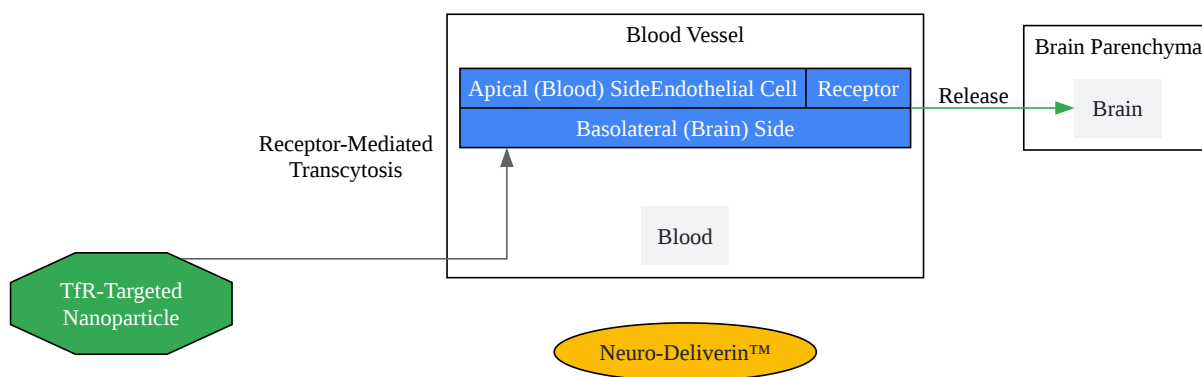 Blood Vessel
Apical (Blood) SideEndothelial Cell
Receptor
Basolateral (Brain) Side
Release
Brain Parenchyma
Brain
Receptor-Mediated
Transcytosis
Blood
TfR-Targeted
Nanoparticle
Neuro-Deliverin™